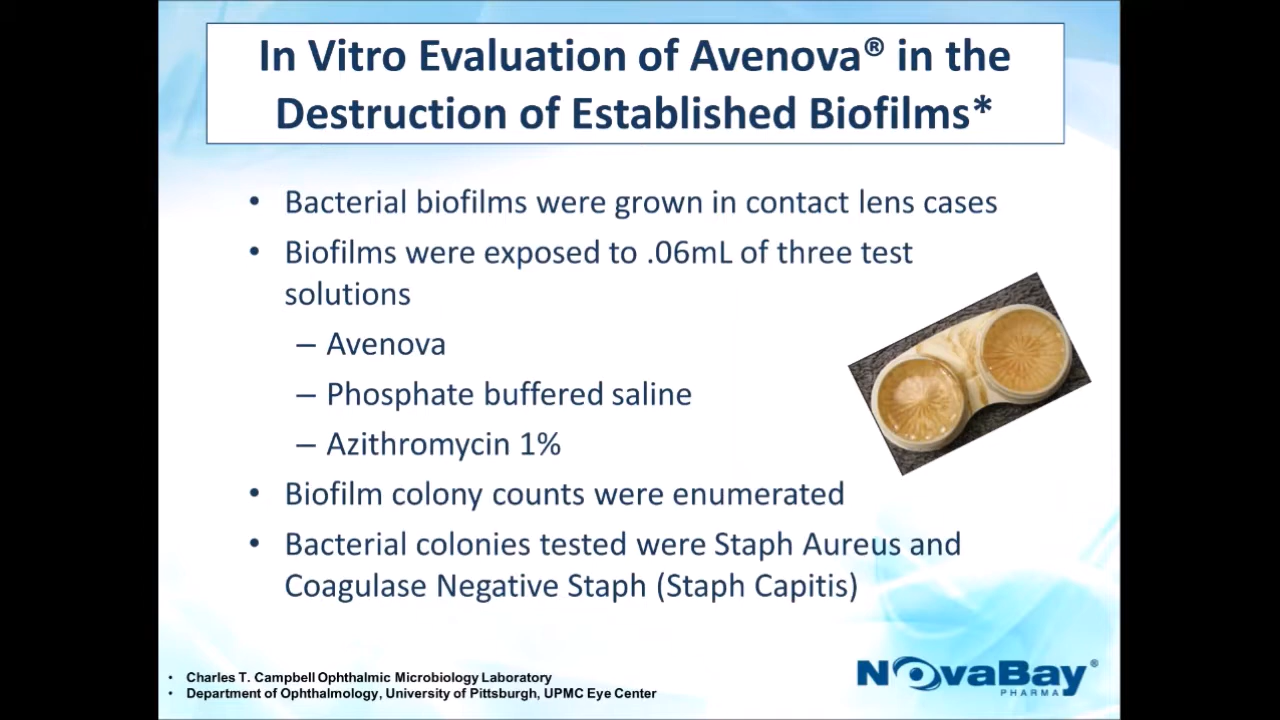 In Vitro Evaluation of Avenova® in the
Destruction of Established Biofilms*
• Bacterial biofilms were grown in contact lens cases
• Biofilms were exposed to .06mL of three test
solutions
– Avenova
– Phosphate buffered saline
– Azithromycin 1%
• Biofilm colony counts were enumerated
• Bacterial colonies tested were Staph Aureus and
Coagulase Negative Staph (Staph Capitis)
• Charles T. Campbell Ophthalmic Microbiology Laboratory
• Department of Ophthalmology, University of Pittsburgh, UPMC Eye Center
NovaBay®
PHARMA